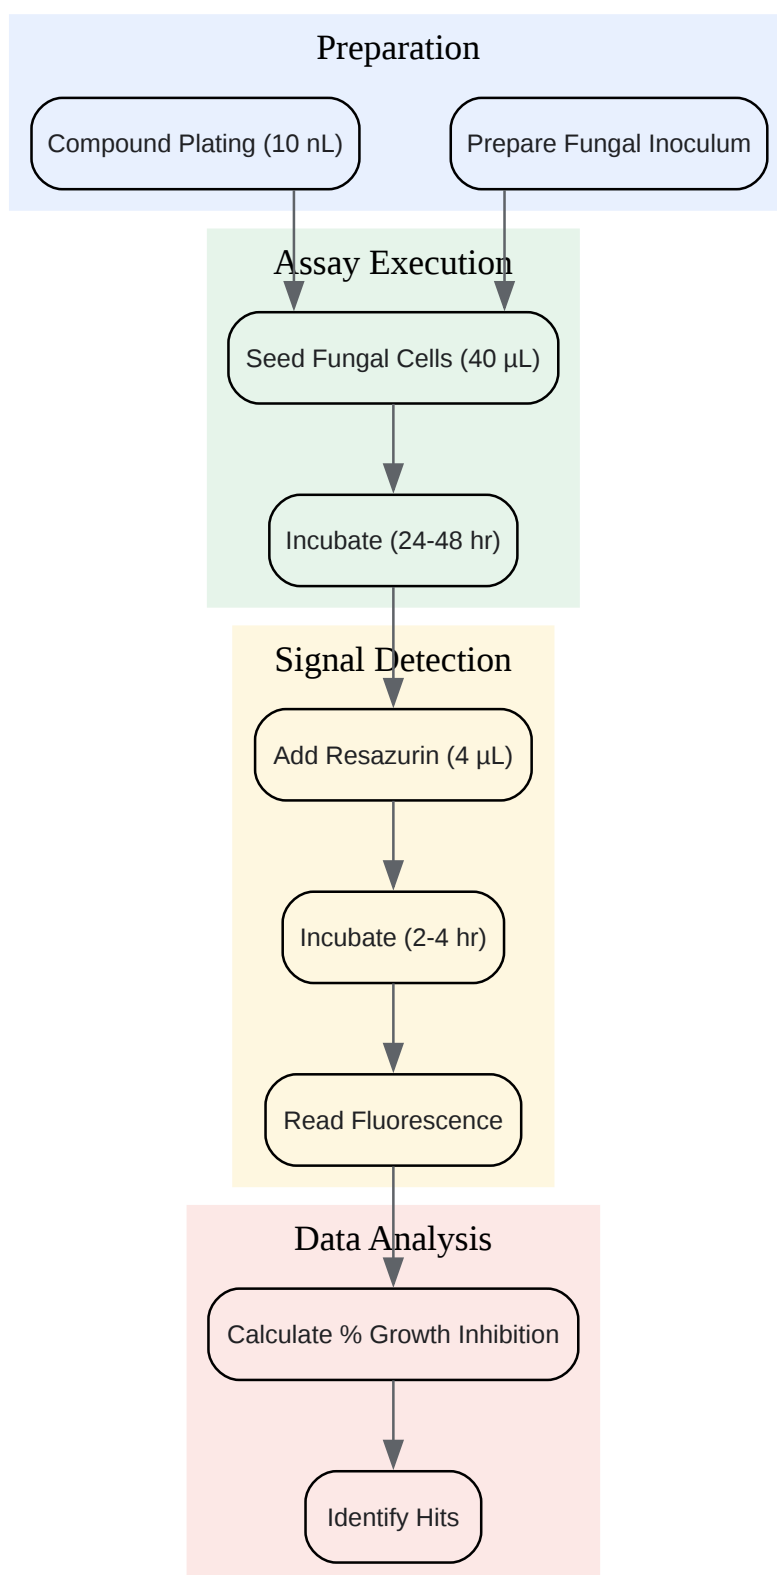 Preparation
Compound Plating (10 nL)
Prepare Fungal Inoculum
Assay Execution
Seed Fungal Cells (40 µL)
Incubate (24-48 hr)
Signal Detection
Add Resazurin (4 µL)
Incubate (2-4 hr)
Read Fluorescence
Data Analysis
Calculate % Growth Inhibition
Identify Hits